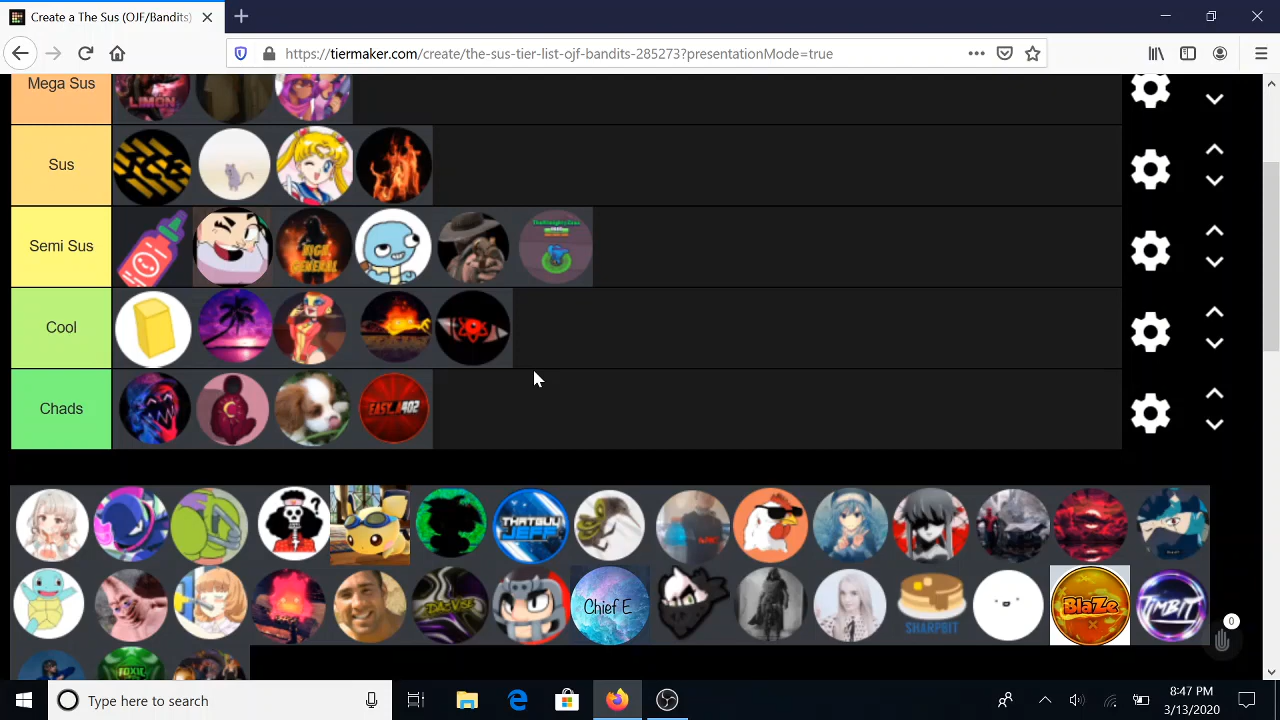 Create a The Sus (OJF/Bandits)
https://tiermaker.com/create/the-sus-tier-list-ojf-bandits-285273?presentationMode=true
Mega Sus
LIMON
Sus
Semi Sus
HIGH
GENERAL
Cool
Chads
EASY_A402
THATGUY
JEFF
Chief E
SHARPBIT
BLaZe
TIMBIT
0
TOXIC
Type here to search
8:47 PM
3/13/2020